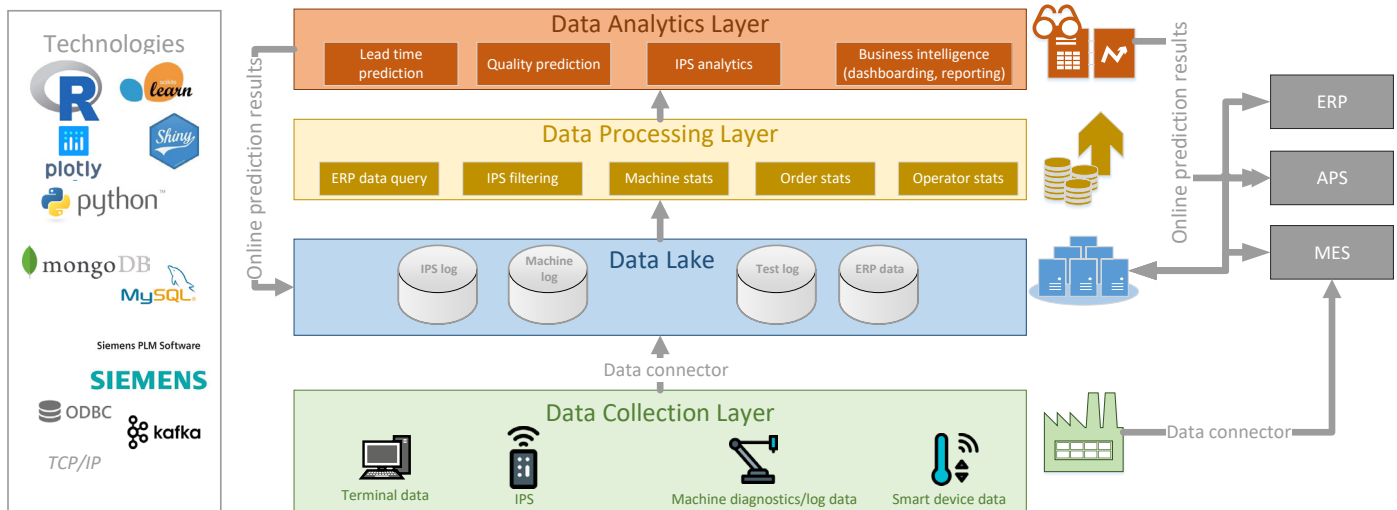 Technologies
R
scikit
learn
plotly
Shiny
python™
mongoDB
MySQL®
Siemens PLM Software
SIEMENS
ODBC
kafka
TCP/IP
Online prediction results
Data Analytics Layer
Lead time
prediction
Quality prediction
IPS analytics
Business intelligence
(dashboarding, reporting)
Data Processing Layer
ERP data query
IPS filtering
Machine stats
Order stats
Operator stats
Data Lake
IPS log
Machine
log
Test log
ERP data
Data connector
Data Collection Layer
Terminal data
IPS
Machine diagnostics/log data
Smart device data
Online prediction results
ERP
APS
MES
Data connector